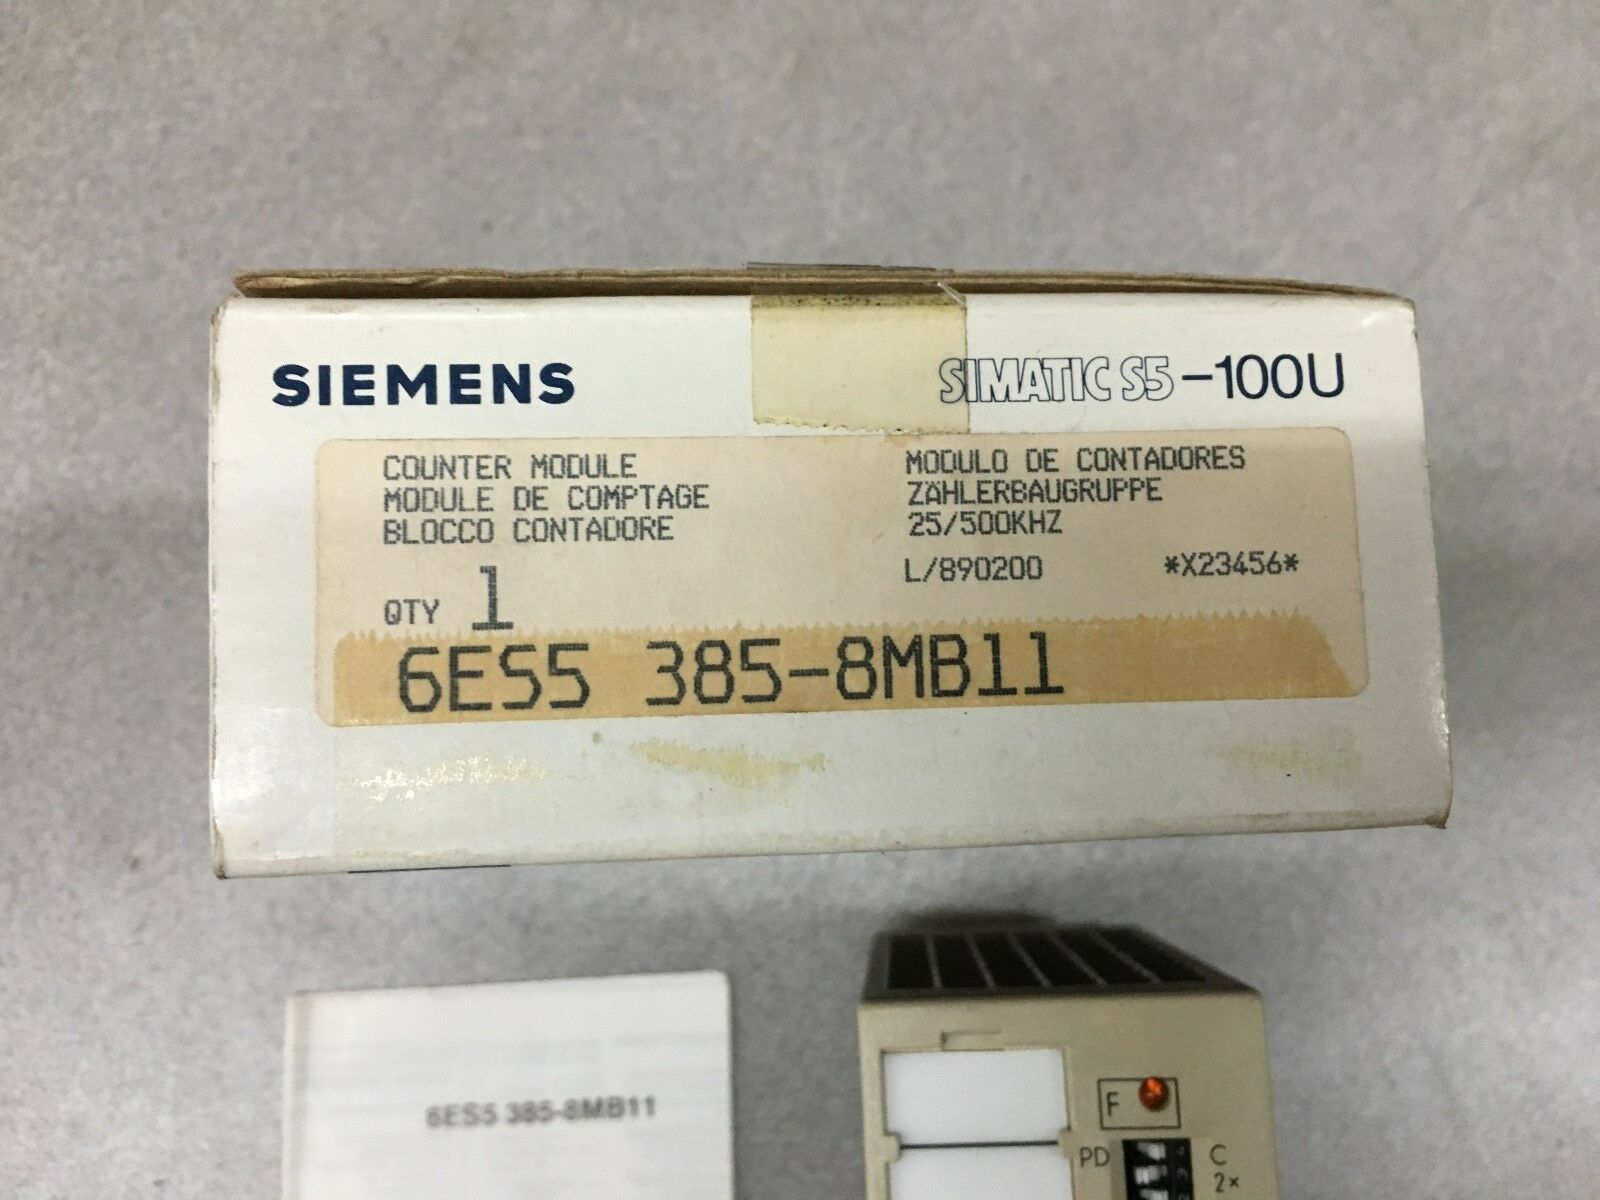 SIEMENS
SIMATIC S5-100U
COUNTER MODULE
MODULE DE COMPTAGE
BLOCCO CONTADORE
MODULO DE CONTADORES
ZÄHLERBAUGRUPPE
25/500KHZ
L/890200 *X23456*
QTY 1
6ES5 385-8MB11
6ES5 385-8MB11
F
PD C
2x